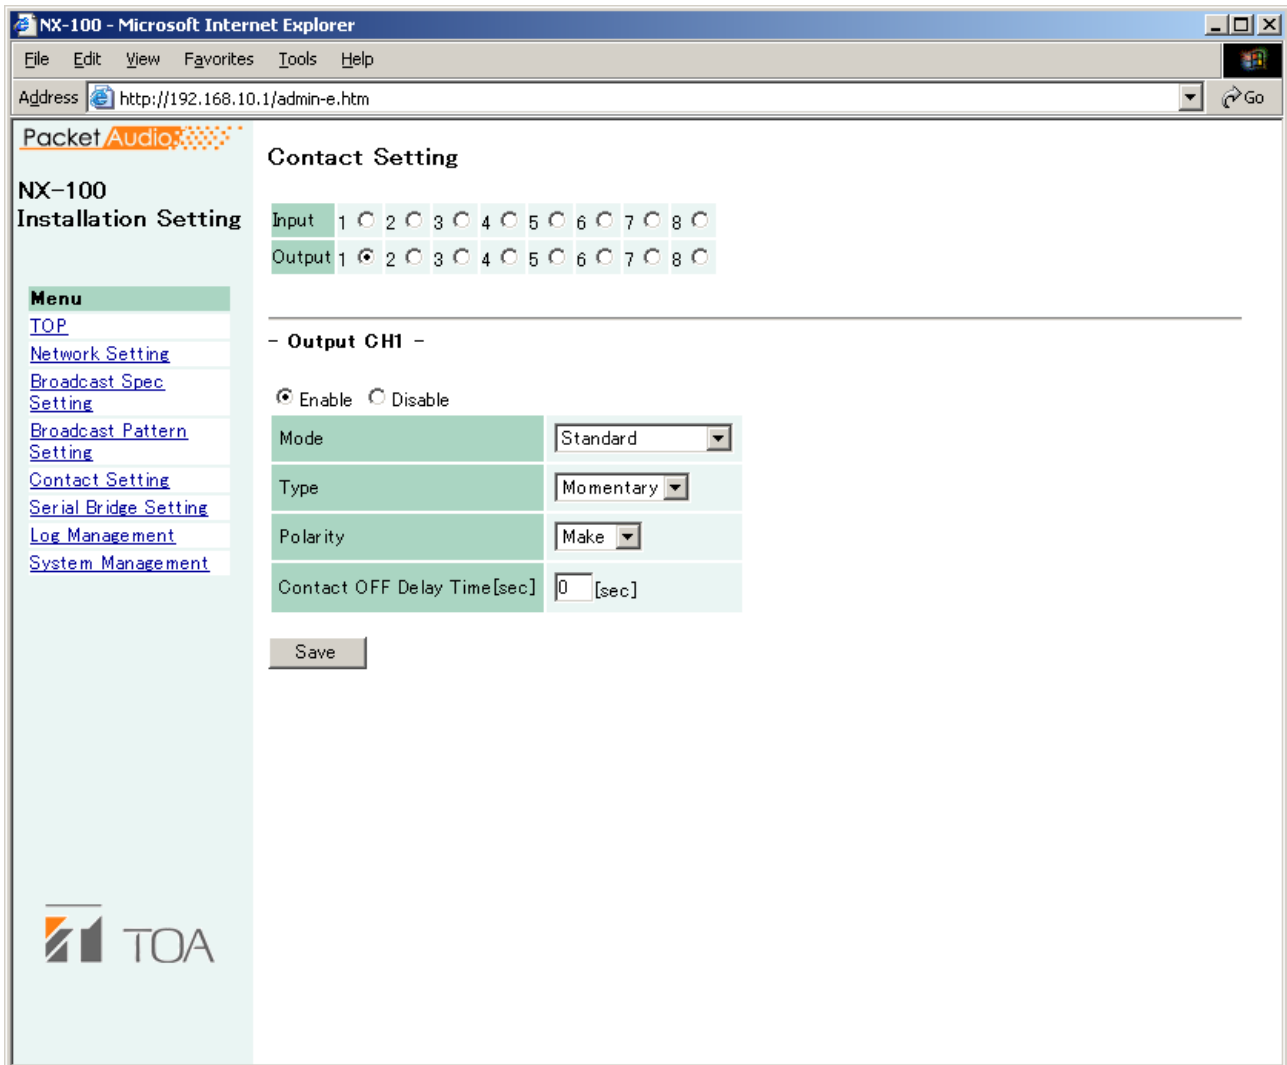 NX-100 - Microsoft Internet Explorer
File Edit View Favorites Tools Help
Address http://192.168.10.1/admin-e.htm Go
Packet Audio
NX-100
Installation Setting
Menu
TOP
Network Setting
Broadcast Spec
Setting
Broadcast Pattern
Setting
Contact Setting
Serial Bridge Setting
Log Management
System Management
TOA
Contact Setting
Input 1 2 3 4 5 6 7 8
Output 1 2 3 4 5 6 7 8
- Output CH1 -
Enable Disable
Mode Standard
Type Momentary
Polarity Make
Contact OFF Delay Time[sec] 0 [sec]
Save